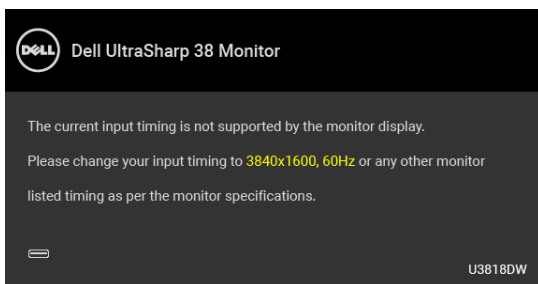 DELL
Dell UltraSharp 38 Monitor
The current input timing is not supported by the monitor display.
Please change your input timing to 3840x1600, 60Hz or any other monitor
listed timing as per the monitor specifications.
U3818DW